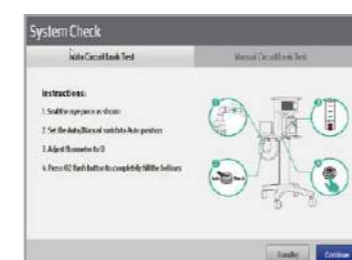 System Check
Auto Circuit Leak Test
Manual Circuit Leak Test
Instructions:
1. Seal the eye piece as shown
2. Set the Auto/Manual switch to Auto position
3. Adjust flowmeter to 0
4. Press O2 flush button to completely fill the bellows
Continue